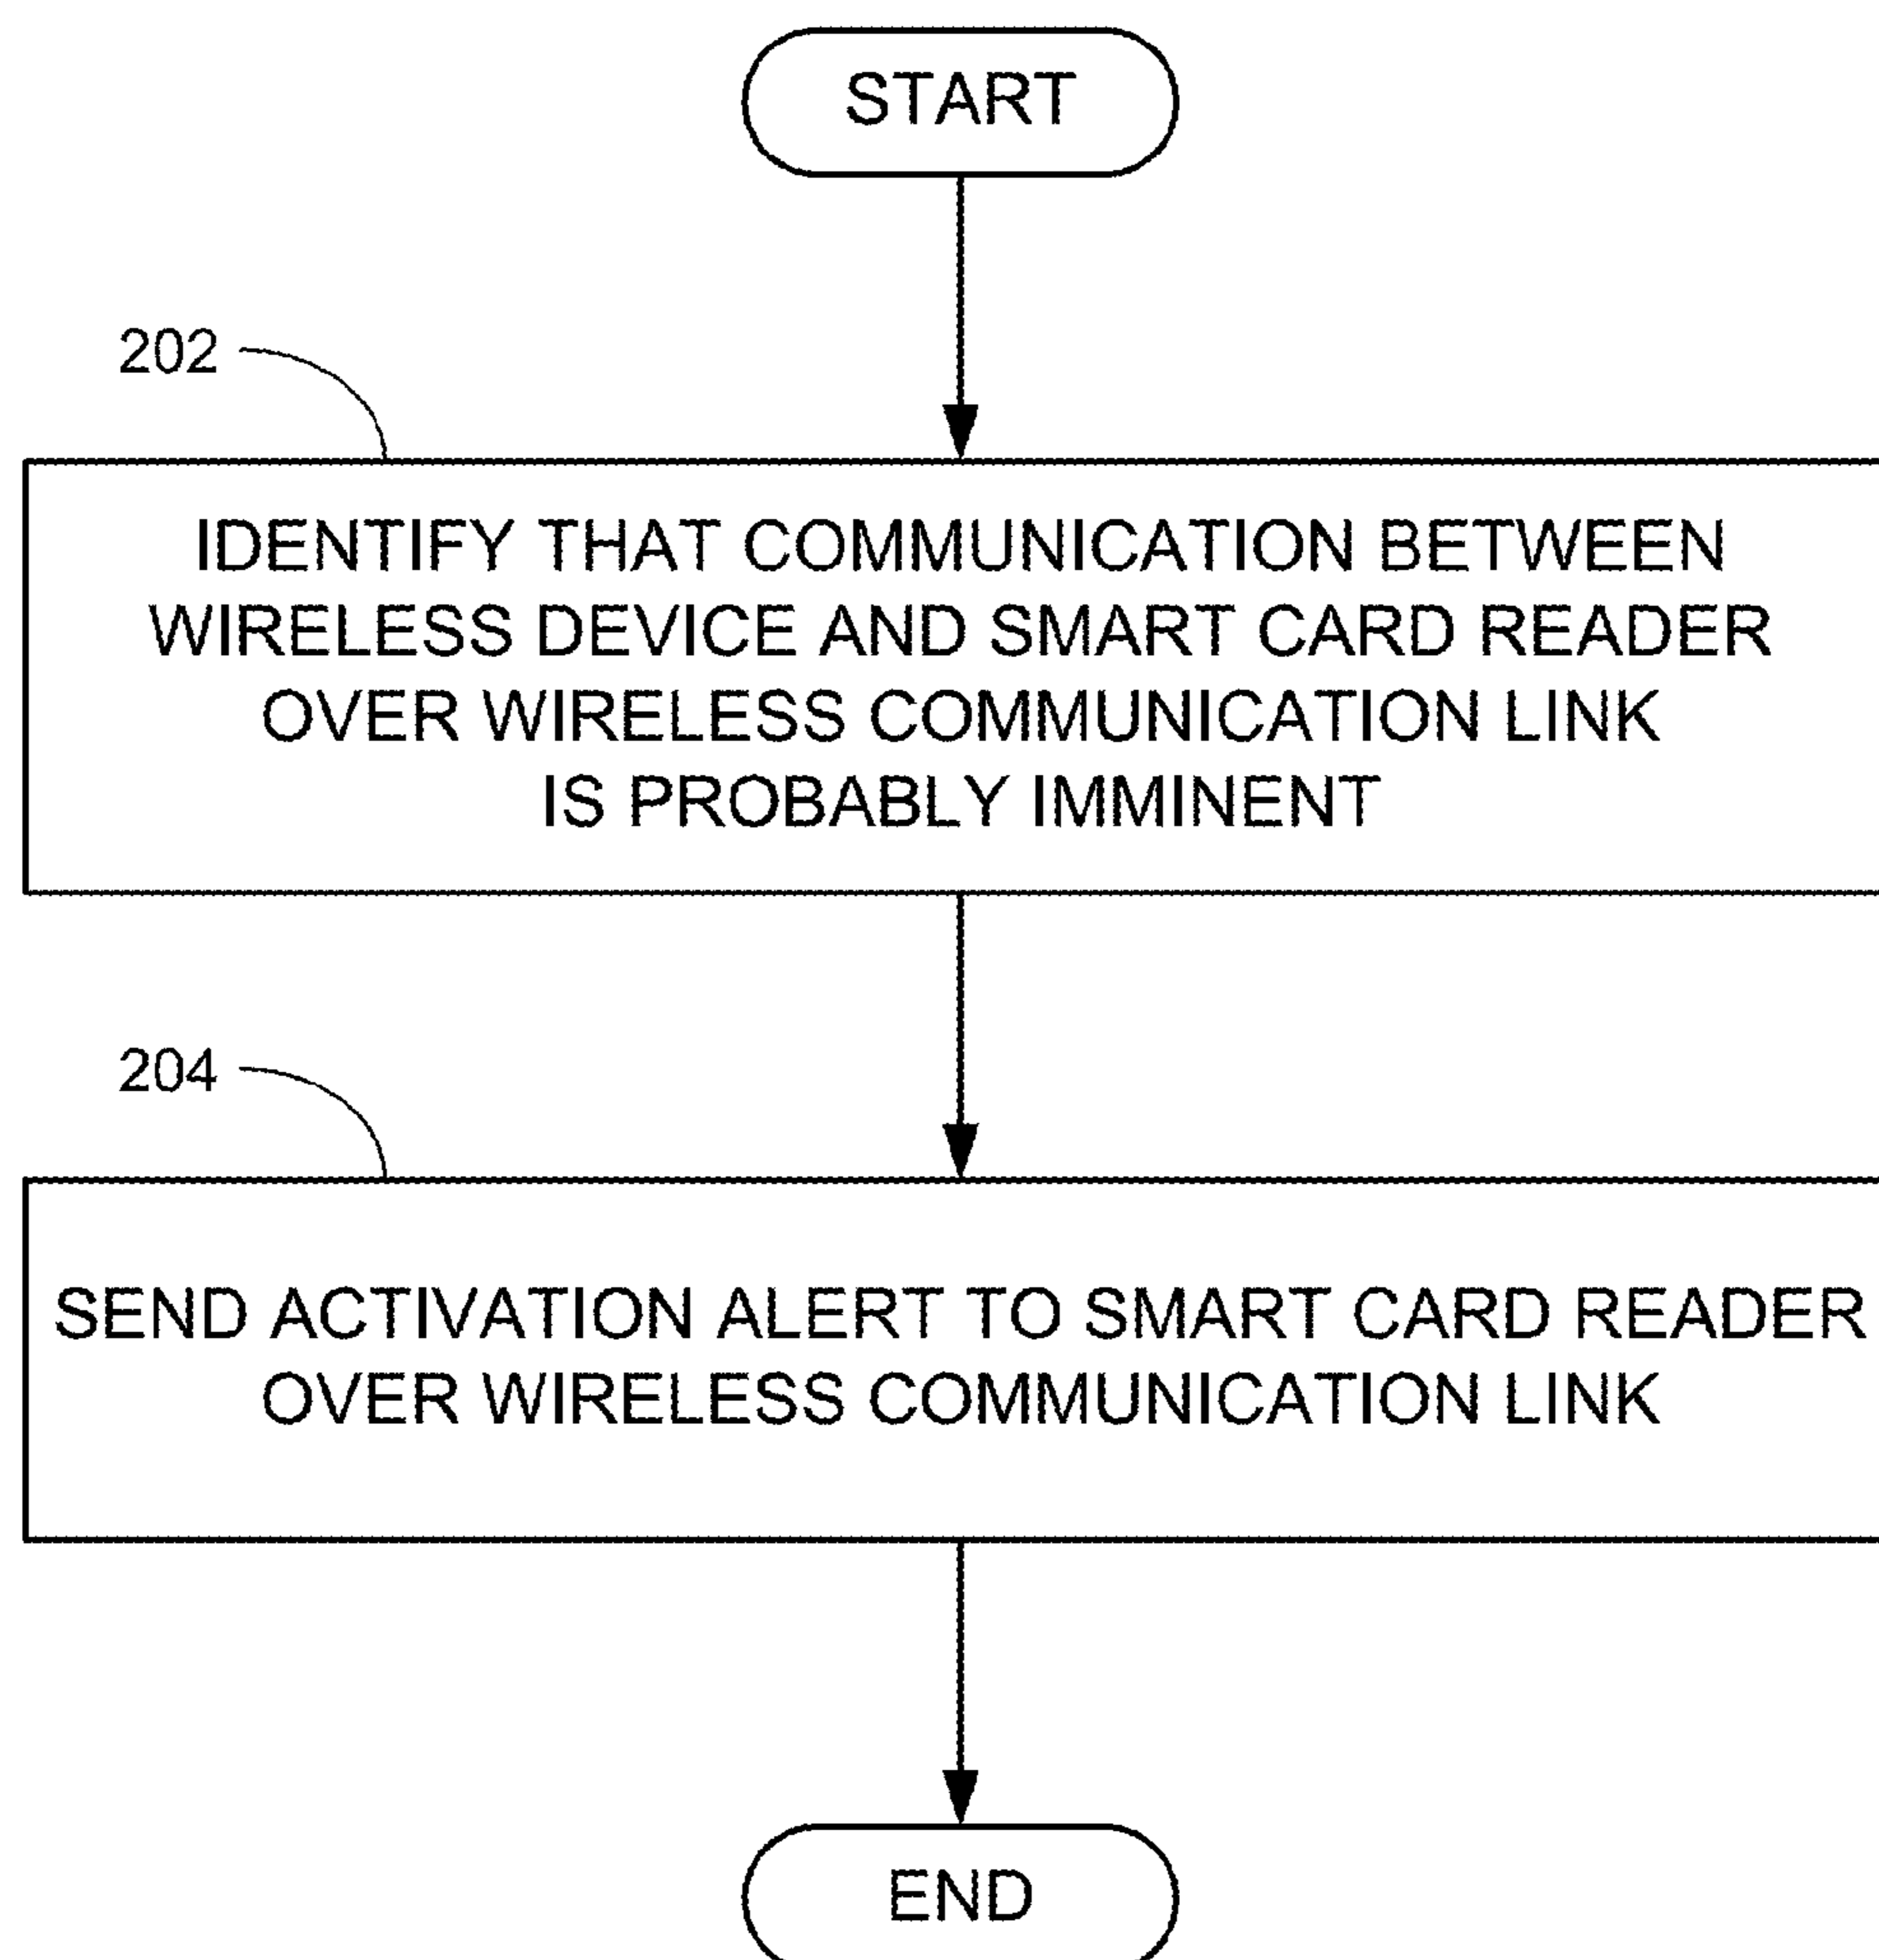 START
202
IDENTIFY THAT COMMUNICATION BETWEEN
WIRELESS DEVICE AND SMART CARD READER
OVER WIRELESS COMMUNICATION LINK
IS PROBABLY IMMINENT
204
SEND ACTIVATION ALERT TO SMART CARD READER
OVER WIRELESS COMMUNICATION LINK
END